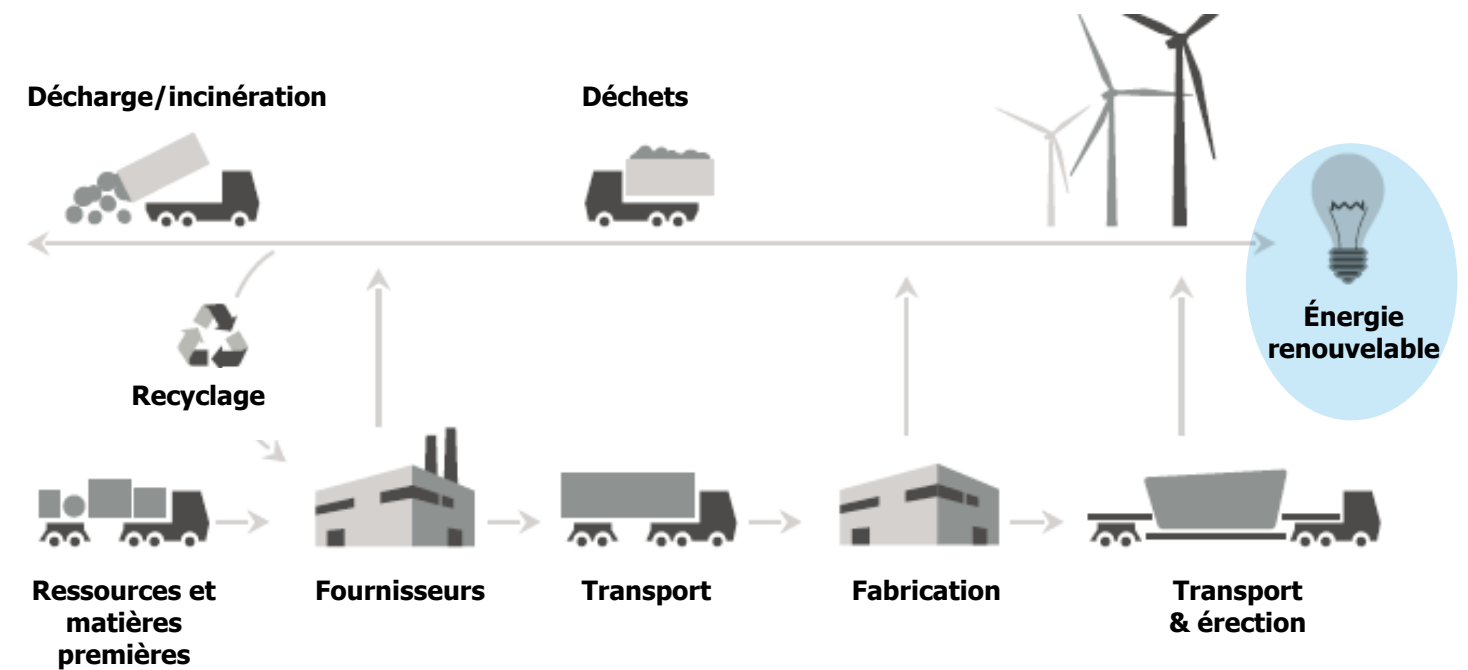 Décharge/incinération
Déchets
Énergie
renouvelable
Recyclage
Ressources et
matières
premières
Fournisseurs
Transport
Fabrication
Transport
& érection